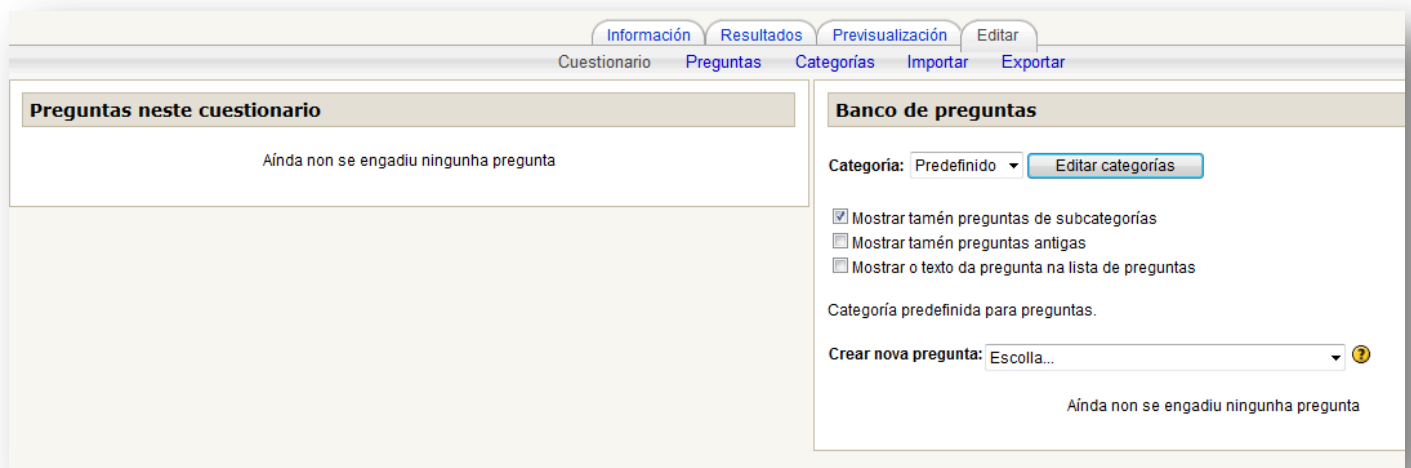 Información Resultados Previsualización Editar
Cuestionario Preguntas Categorías Importar Exportar
Preguntas neste cuestionario
Aínda non se engadiu ningunha pregunta
Banco de preguntas
Categoría: Predefinido Editar categorías
Mostrar tamén preguntas de subcategorías
Mostrar tamén preguntas antigas
Mostrar o texto da pregunta na lista de preguntas
Categoría predefinida para preguntas.
Crear nova pregunta: Escolla... ?
Aínda non se engadiu ningunha pregunta